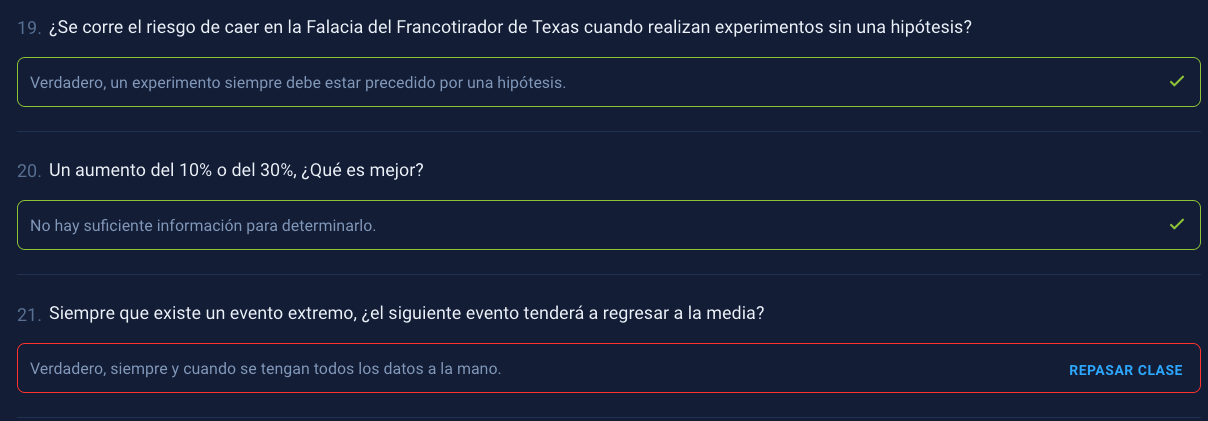 19. ¿Se corre el riesgo de caer en la Falacia del Francotirador de Texas cuando realizan experimentos sin una hipótesis?
Verdadero, un experimento siempre debe estar precedido por una hipótesis.
20. Un aumento del 10% o del 30%, ¿Qué es mejor?
No hay suficiente información para determinarlo.
21. Siempre que existe un evento extremo, ¿el siguiente evento tenderá a regresar a la media?
Verdadero, siempre y cuando se tengan todos los datos a la mano.
REPASAR CLASE